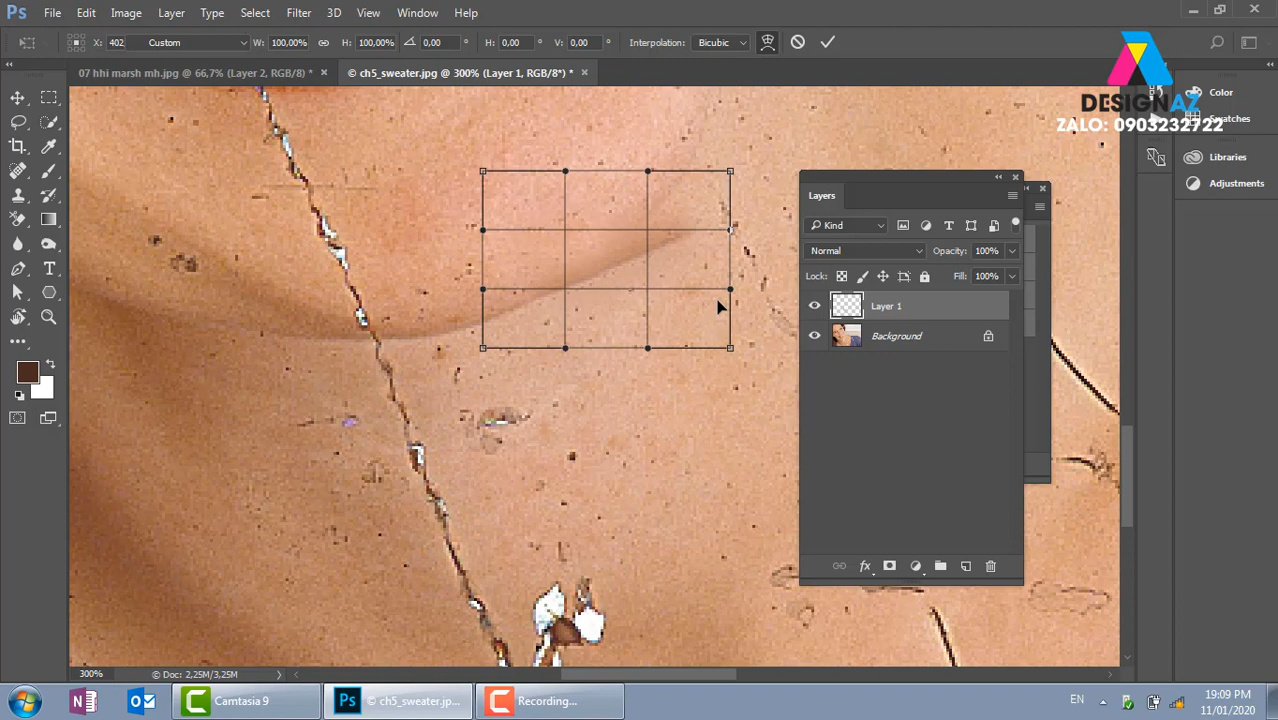 Ps File Edit Image Layer Type Select Filter 3D View Window Help
X: 402 Custom W: 100,00% H: 100,00% 0,00 ° H: 0,00 ° V: 0,00 ° Interpolation: Bicubic
07 hhi marsh mh.jpg @ 66,7% (Layer 2, RGB/8) * × © ch5_sweater.jpg @ 300% (Layer 1, RGB/8*) * ×
DESIGNAZ
ZALO: 0903232722
Color
Swatches
Libraries
Adjustments
Layers
Kind
Normal Opacity: 100%
Lock: Fill: 100%
Layer 1
Background
fx
300% © Doc: 2,25M/3,25M
Camtasia 9
Ps © ch5_sweater.jp...
Recording...
EN
19:09 PM
11/01/2020